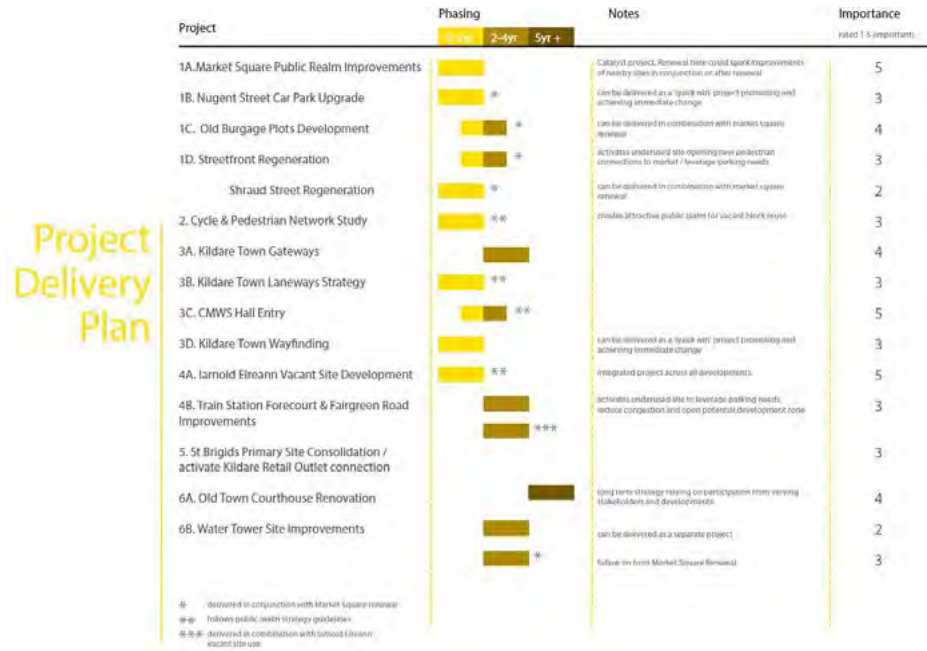 Project
Delivery
Plan
Project
Phasing
Notes
Importance
rated 1-5 (important)
2-4yr
5yr +
1A.Market Square Public Realm Improvements
Catalyst project. Renewal here could spark improvements
of nearby sites in conjunction or after renewal
5
1B. Nugent Street Car Park Upgrade
*
can be delivered as a 'quick win' project promoting and
achieving immediate change
3
1C. Old Burgage Plots Development
*
can be delivered in combination with market square
renewal
4
1D. Streetfront Regeneration
*
activates underused site opening new pedestrian
connections to market / leverage parking needs
3
Shraud Street Regeneration
*
can be delivered in combination with market square
renewal
2
2. Cycle & Pedestrian Network Study
**
creates attractive public for vacant block reuse
3
3A. Kildare Town Gateways
4
3B. Kildare Town Laneways Strategy
**
3
3C. CMWS Hall Entry
**
5
3D. Kildare Town Wayfinding
can be delivered as a 'quick win' project promoting and
achieving immediate change
3
4A. Iarnoid Eireann Vacant Site Development
**
integrated project across all developments
5
4B. Train Station Forecourt & Fairgreen Road
Improvements
activates underused site to leverage parking needs,
reduce congestion and open potential development zone
3
***
5. St Brigids Primary Site Consolidation /
activate Kildare Retail Outlet connection
3
6A. Old Town Courthouse Renovation
long term strategy relying on participation from
stakeholders and developments
4
6B. Water Tower Site Improvements
can be delivered as a separate project
2
*
follow on from Market Square Renewal
3
* delivered in conjunction with Market Square renewal
** follows public realm strategy guidelines
*** delivered in combination with Eireann
vacant site use